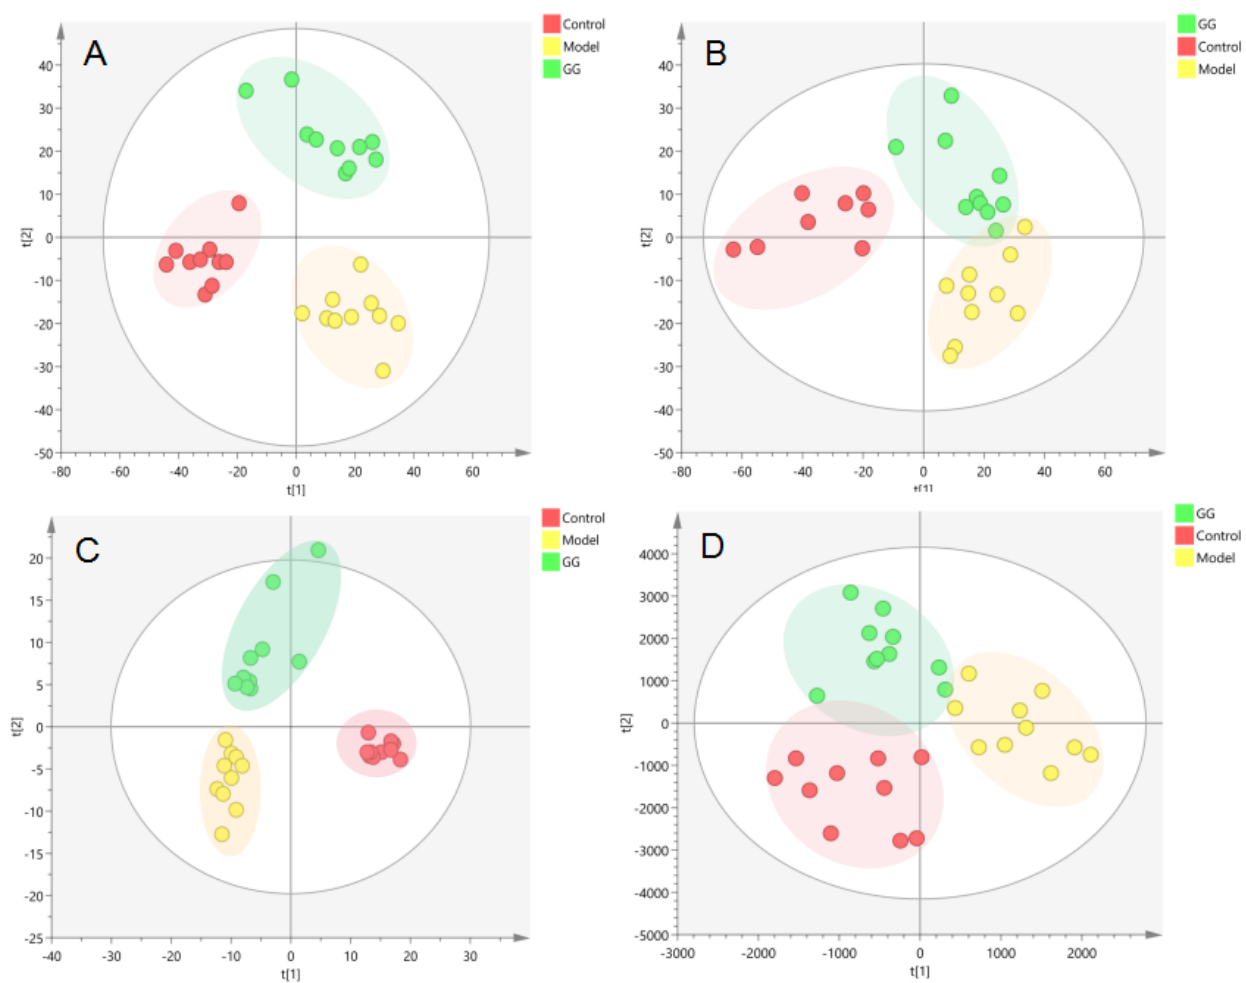 A
Control
Model
GG
40
30
20
10
0
-10
-20
-30
-40
-50
t[2]
-80 -60 -40 -20 0 20 40 60
t[1]
B
GG
Control
Model
40
30
20
10
0
-10
-20
-30
-40
-50
t[2]
-80 -60 -40 -20 0 20 40 60
t[1]
C
Control
Model
GG
20
15
10
5
0
-5
-10
-15
-20
-25
t[2]
-40 -30 -20 -10 0 10 20 30
t[1]
D
GG
Control
Model
4000
3000
2000
1000
0
-1000
-2000
-3000
-4000
-5000
t[2]
-3000 -2000 -1000 0 1000 2000
t[1]